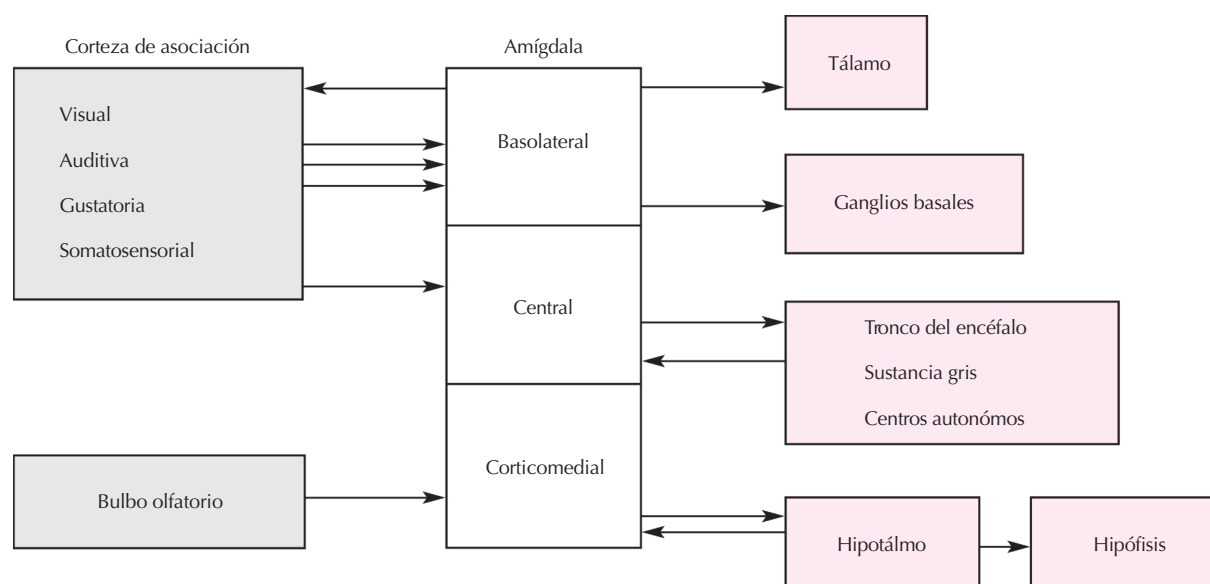 Corteza de asociación
Visual
Auditiva
Gustatoria
Somatosensorial
Bulbo olfatorio
Amígdala
Basolateral
Central
Corticomedial
Tálamo
Ganglios basales
Tronco del encéfalo
Sustancia gris
Centros autonómos
Hipotálmo
Hipófisis